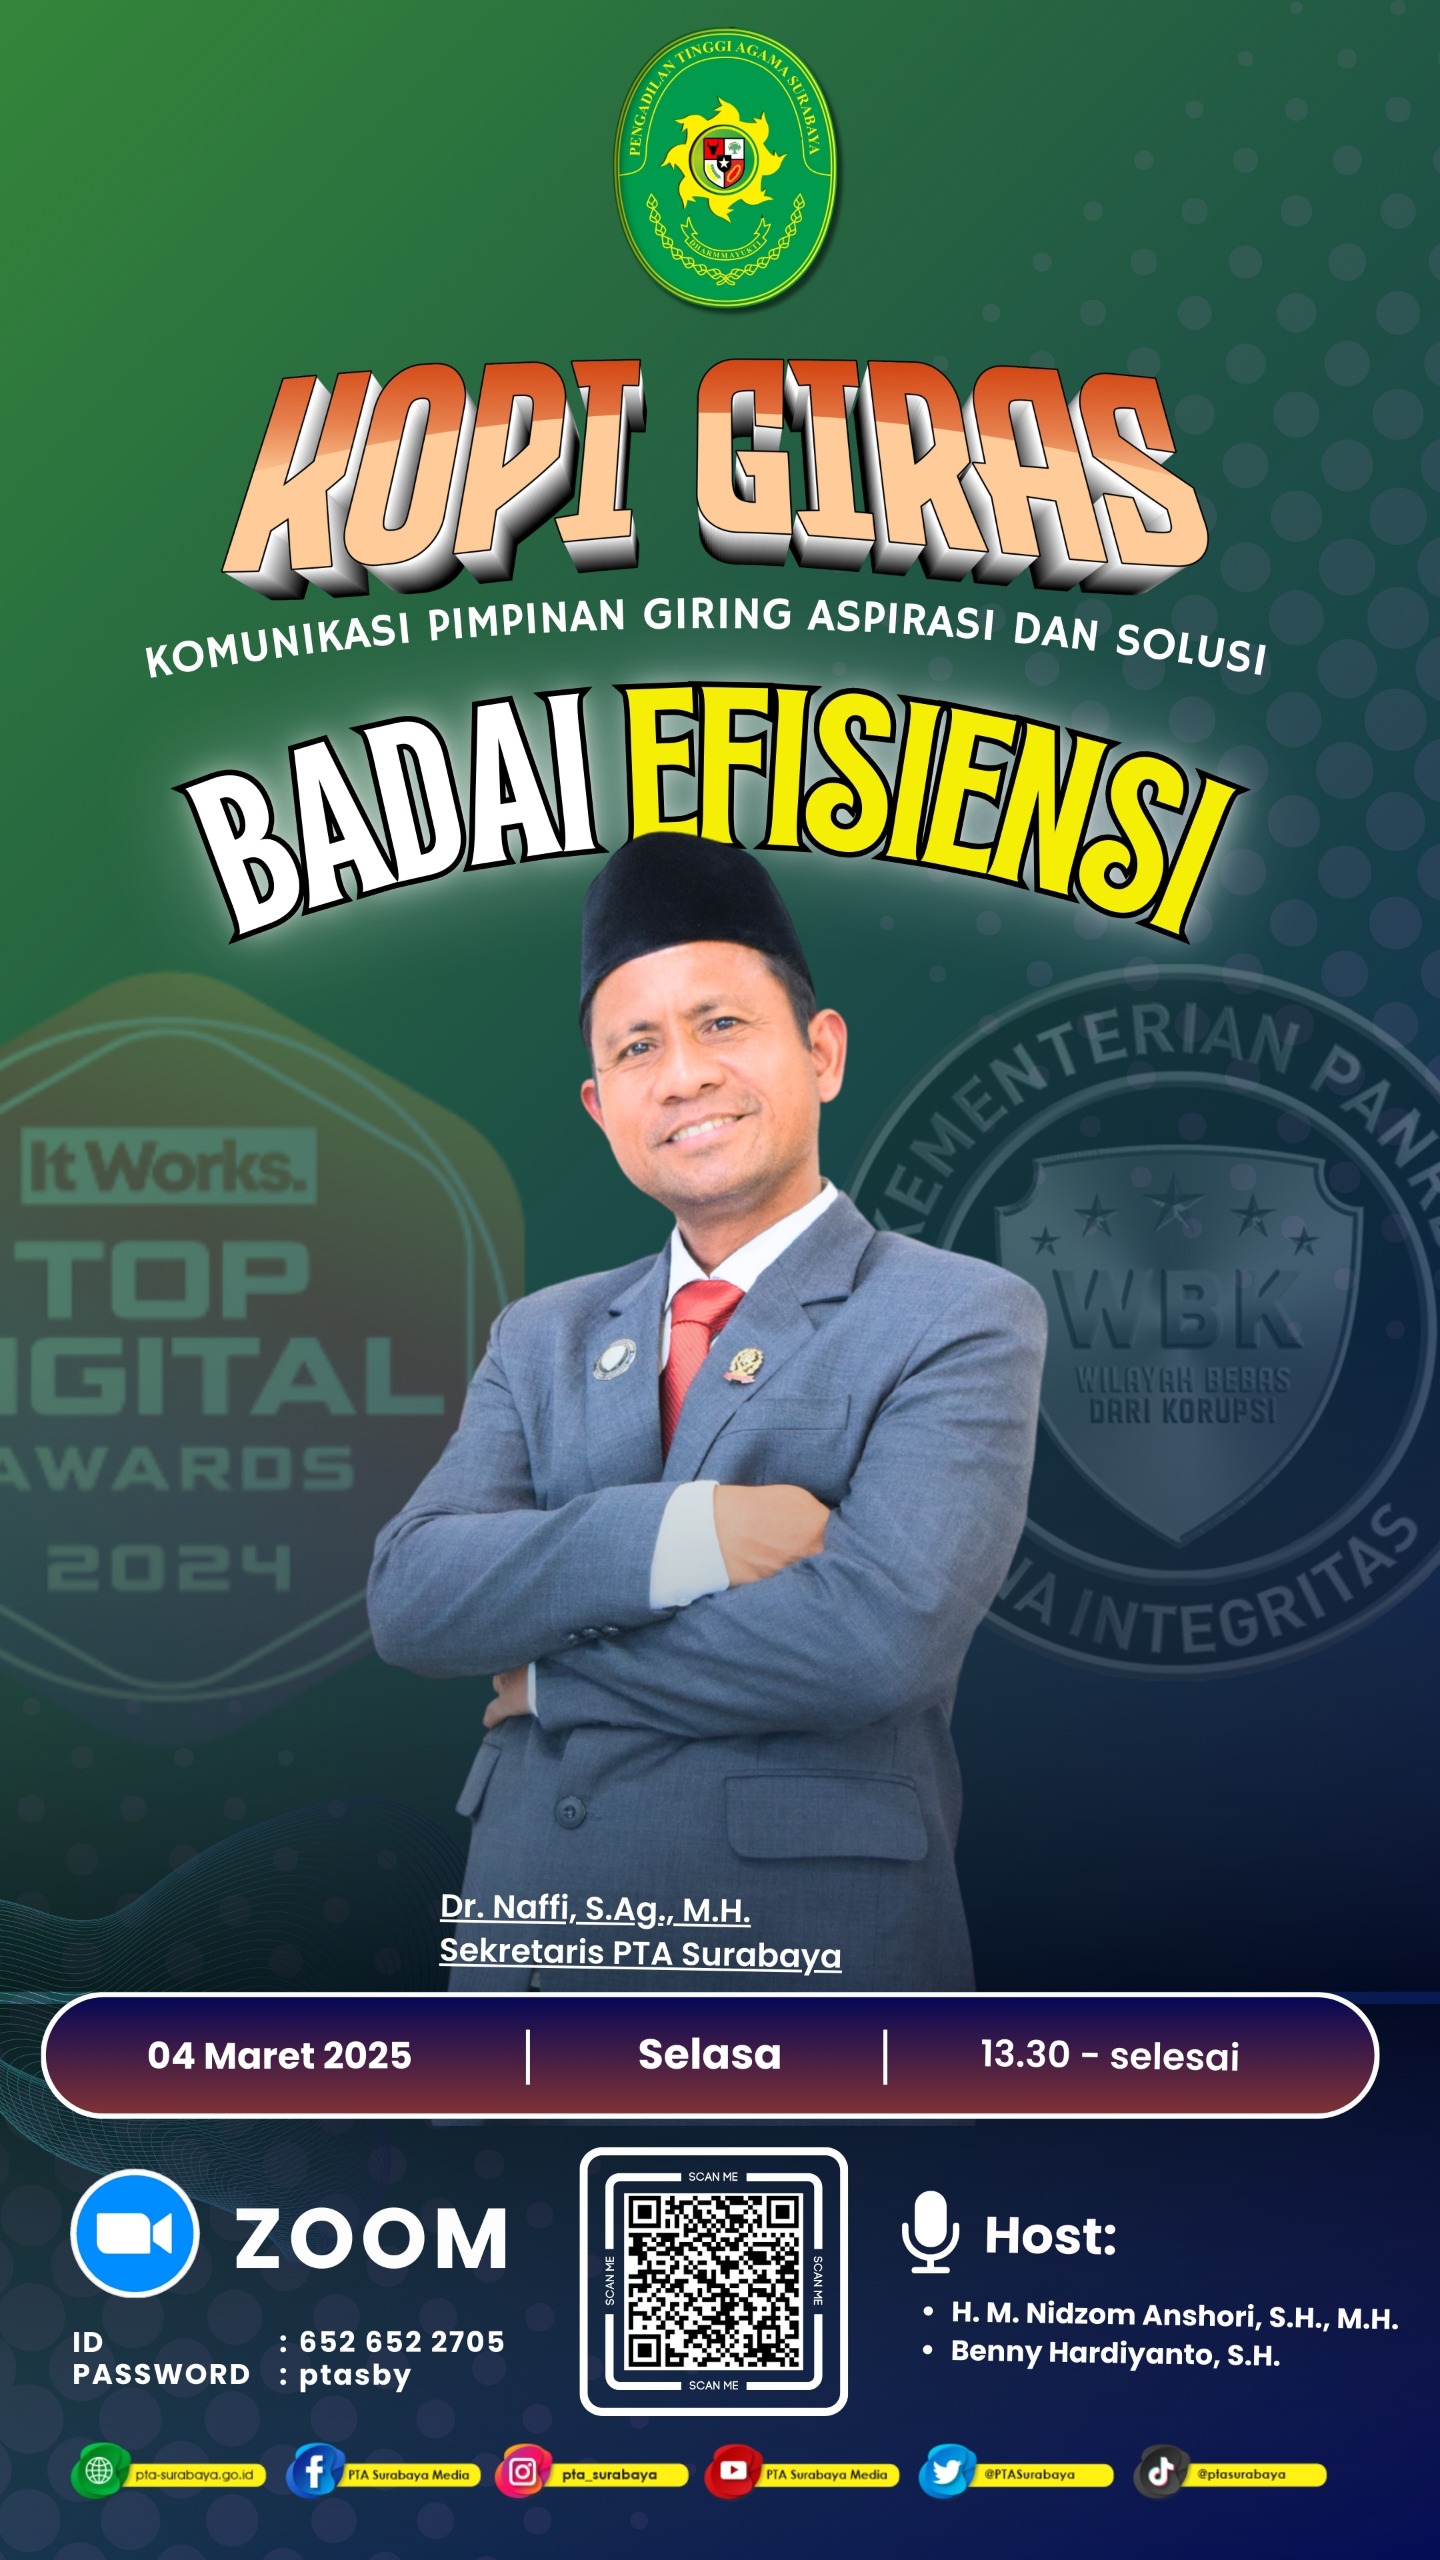 PENGADILAN TINGGI AGAMA SURABAYA
DHARMMAYUKTI
KOPI GIRAS
KOMUNIKASI PIMPINAN GIRING ASPIRASI DAN SOLUSI
BADAI EFISIENSI
It Works.
TOP
IGITAL
AWARDS
2024
KEMENTERIAN PANR
WBK
WILAYAH BEBAS
DARI KORUPSI
NA INTEGRITAS
Dr. Naffi, S.Ag., M.H.
Sekretaris PTA Surabaya
04 Maret 2025 | Selasa | 13.30 - selesai
ZOOM
ID : 652 652 2705
PASSWORD : ptasby
SCAN ME
SCAN ME
SCAN ME
SCAN ME
Host:
• H. M. Nidzom Anshori, S.H., M.H.
• Benny Hardiyanto, S.H.
pta-surabaya.go.id
PTA Surabaya Media
pta_surabaya
PTA Surabaya Media
@PTASurabaya
@ptasurabaya